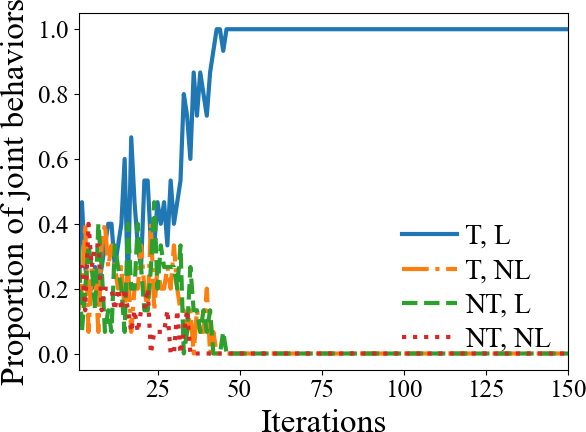 Proportion of joint behaviors
1.0
0.8
0.6
0.4
0.2
0.0
T, L
T, NL
NT, L
NT, NL
25 50 75 100 125 150
Iterations